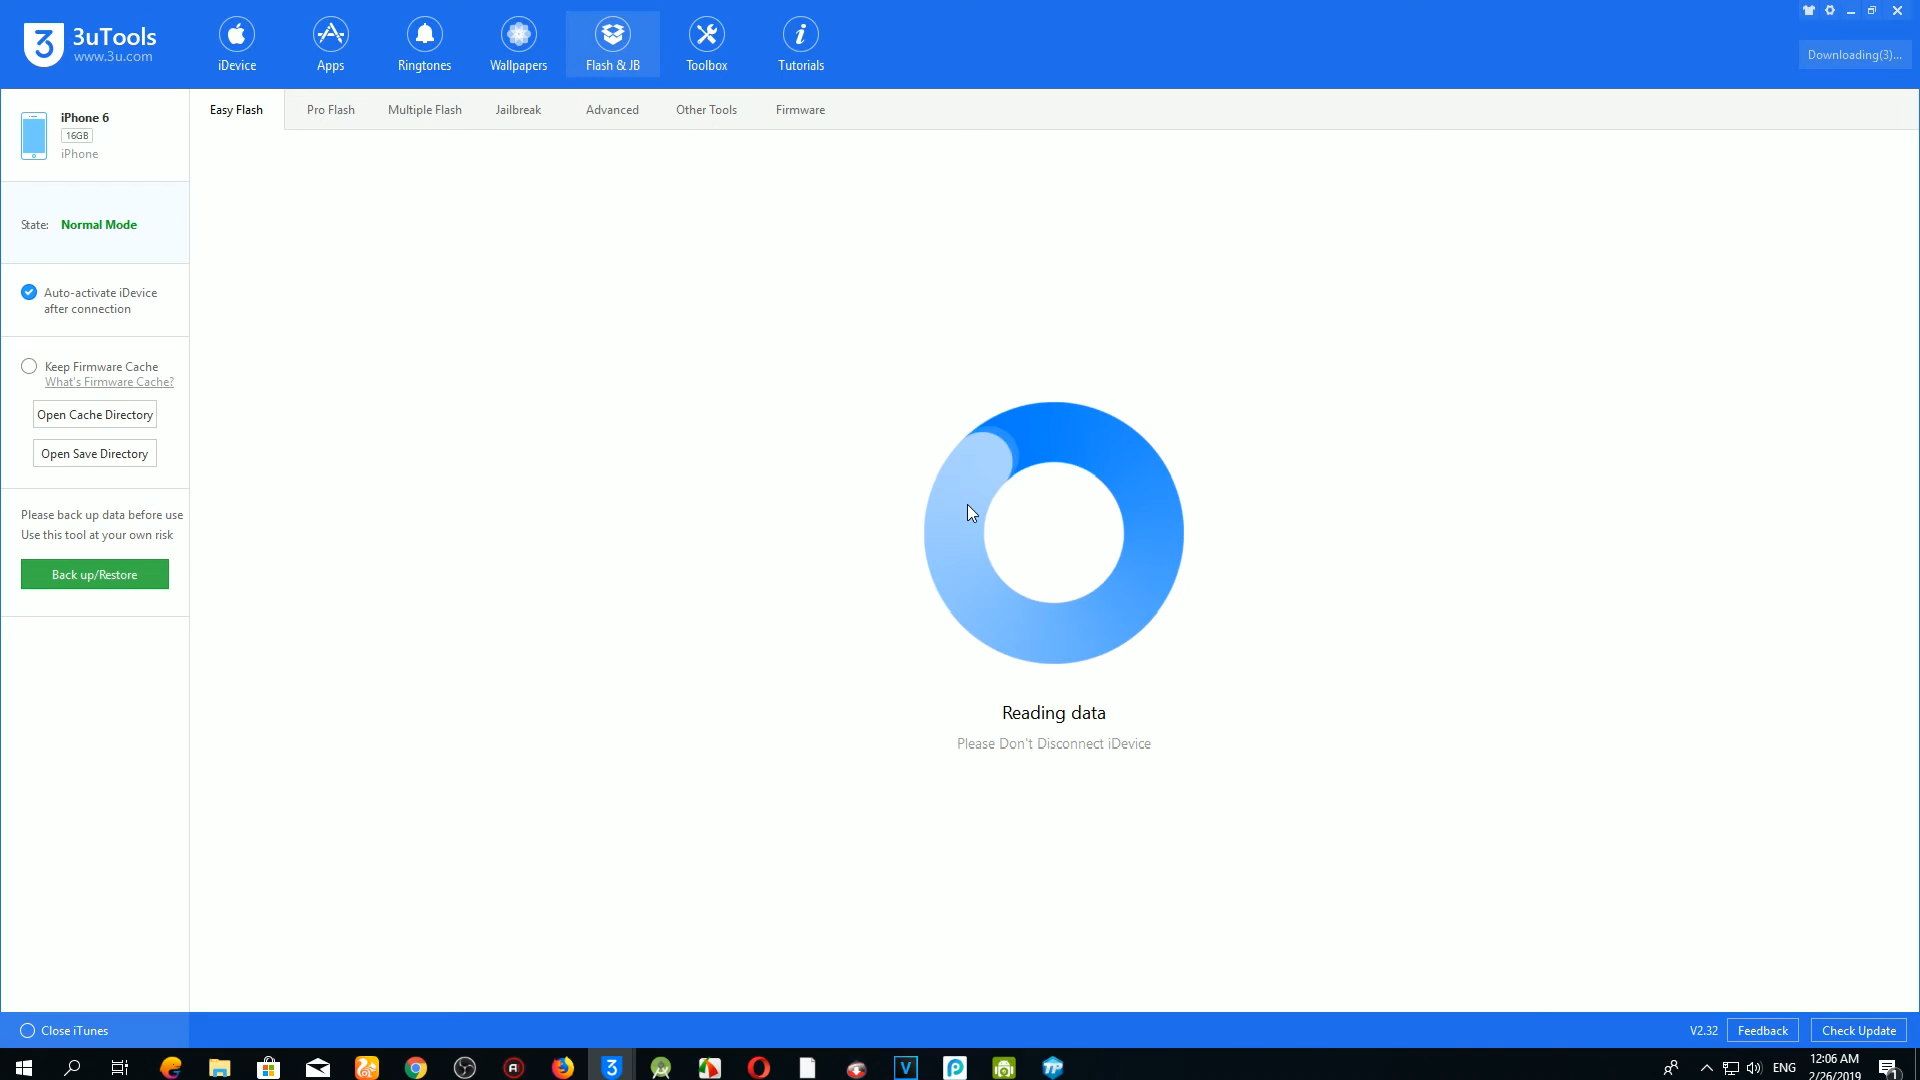 3uTools
www.3u.com
iDevice
Apps
Ringtones
Wallpapers
Flash & JB
Toolbox
Tutorials
Downloading(3)...
Easy Flash
Pro Flash
Multiple Flash
Jailbreak
Advanced
Other Tools
Firmware
iPhone 6
16GB
iPhone
State: Normal Mode
Auto-activate iDevice
after connection
Keep Firmware Cache
What's Firmware Cache?
Open Cache Directory
Open Save Directory
Please back up data before use
Use this tool at your own risk
Back up/Restore
Reading data
Please Don't Disconnect iDevice
Close iTunes
V2.32
Feedback
Check Update
ENG
12:06 AM
2/26/2019
1